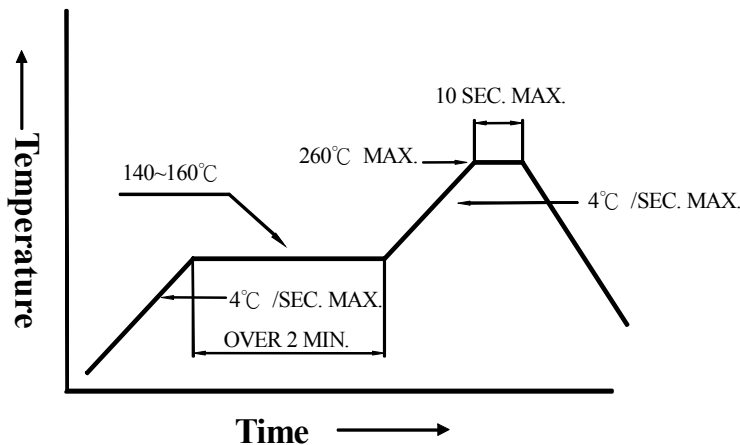 10 SEC. MAX.
260℃ MAX.
140~160℃
4℃ /SEC. MAX.
4℃ /SEC. MAX.
OVER 2 MIN.
Temperature
Time